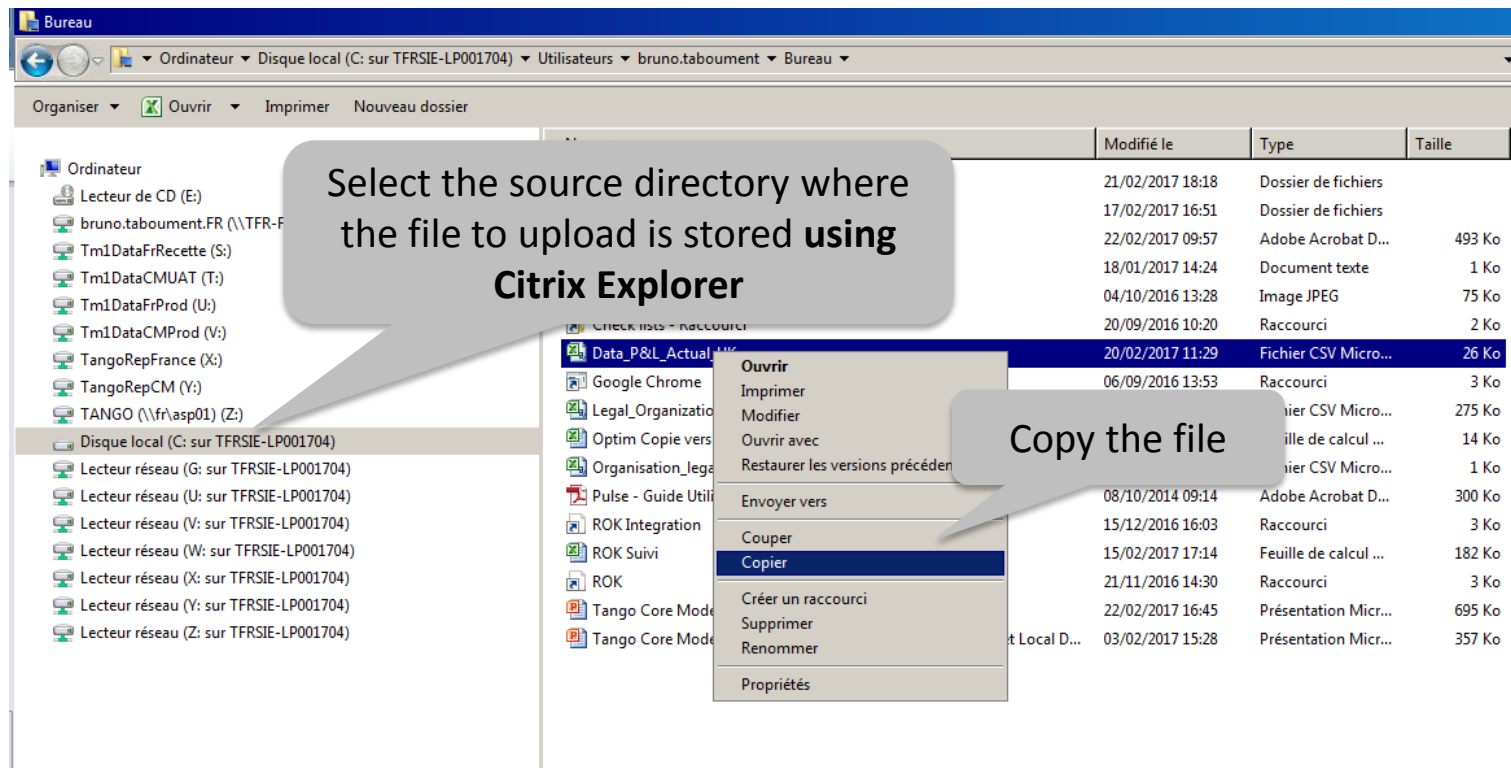 Bureau
Ordinateur Disque local (C: sur TFRSIE-LP001704) Utilisateurs bruno.taboument Bureau
Organiser Ouvrir Imprimer Nouveau dossier
Modifié le Type Taille
Ordinateur
Lecteur de CD (E:)
bruno.taboument.FR (\\TFR-F
Tm1DataFrRecette (S:)
Tm1DataCMUAT (T:)
Tm1DataFrProd (U:)
Tm1DataCMProd (V:)
TangoRepFrance (X:)
TangoRepCM (Y:)
TANGO (\\fr\asp01) (Z:)
Disque local (C: sur TFRSIE-LP001704)
Lecteur réseau (G: sur TFRSIE-LP001704)
Lecteur réseau (U: sur TFRSIE-LP001704)
Lecteur réseau (V: sur TFRSIE-LP001704)
Lecteur réseau (W: sur TFRSIE-LP001704)
Lecteur réseau (X: sur TFRSIE-LP001704)
Lecteur réseau (Y: sur TFRSIE-LP001704)
Lecteur réseau (Z: sur TFRSIE-LP001704)
Select the source directory where
the file to upload is stored using
Citrix Explorer
21/02/2017 18:18 Dossier de fichiers
17/02/2017 16:51 Dossier de fichiers
22/02/2017 09:57 Adobe Acrobat D... 493 Ko
18/01/2017 14:24 Document texte 1 Ko
04/10/2016 13:28 Image JPEG 75 Ko
Check lists - Raccourci 20/09/2016 10:20 Raccourci 2 Ko
Data_P&L_Actual_UK 20/02/2017 11:29 Fichier CSV Micro... 26 Ko
Google Chrome 06/09/2016 13:53 Raccourci 3 Ko
Legal_Organizatio hier CSV Micro... 275 Ko
Optim Copie vers ille de calcul ... 14 Ko
Organisation_lega hier CSV Micro... 1 Ko
Pulse - Guide Utili 08/10/2014 09:14 Adobe Acrobat D... 300 Ko
ROK Integration 15/12/2016 16:03 Raccourci 3 Ko
ROK Suivi 15/02/2017 17:14 Feuille de calcul ... 182 Ko
ROK 21/11/2016 14:30 Raccourci 3 Ko
Tango Core Mode 22/02/2017 16:45 Présentation Micr... 695 Ko
Tango Core Mode t Local D... 03/02/2017 15:28 Présentation Micr... 357 Ko
Ouvrir
Imprimer
Modifier
Ouvrir avec
Restaurer les versions précéden
Envoyer vers
Couper
Copier
Créer un raccourci
Supprimer
Renommer
Propriétés
Copy the file